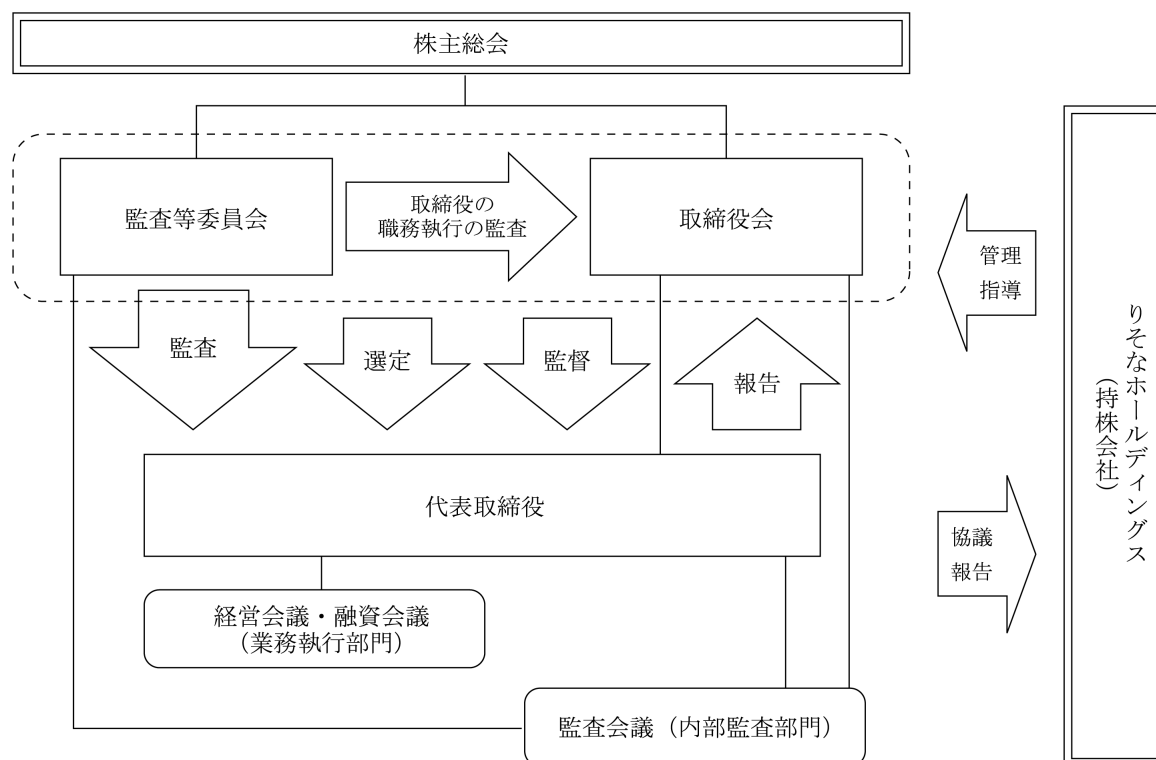 株主総会
監査等委員会
取締役の
職務執行の監査
取締役会
管理
指導
りそなホールディングス
（持株会社）
監査
選定
監督
報告
代表取締役
協議
報告
経営会議・融資会議
（業務執行部門）
監査会議（内部監査部門）